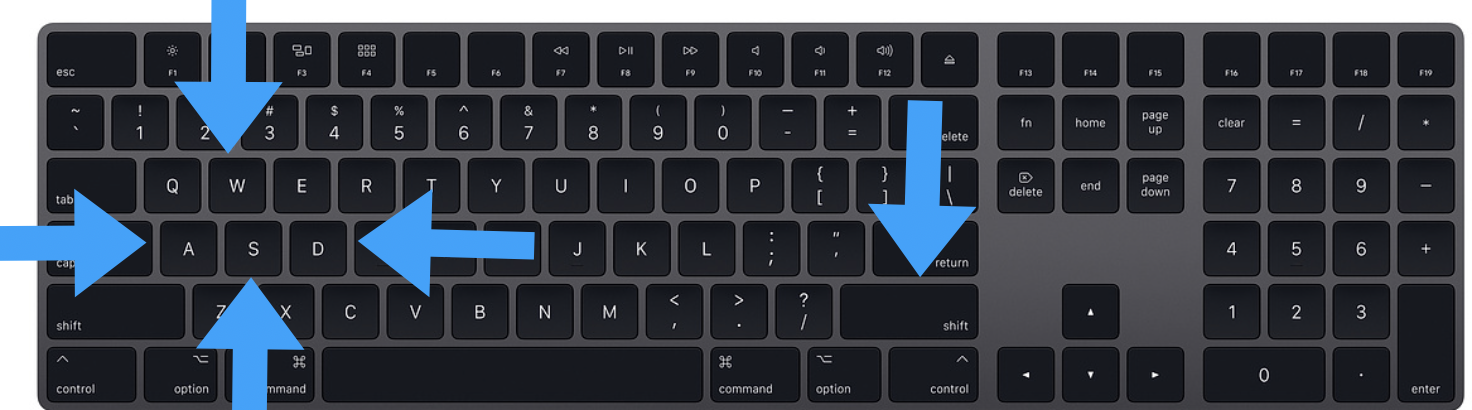 esc F1 F3 F4 F5 F6 F7 F8 F9 F10 F11 F12 F13 F14 F15 F16 F17 F18 F19
~ ! # $ % ^ & * ( ) — +
` 1 2 3 4 5 6 7 8 9 0 - = elete fn home page up clear = / *
tab Q W E R T Y U I O P { [ } ] | \ delete end page down 7 8 9 —
cap A S D J K L : ; " ' return 4 5 6 +
shift Z X C V B N M < , > . ? / shift 1 2 3
control option mmand command option control 0 . enter